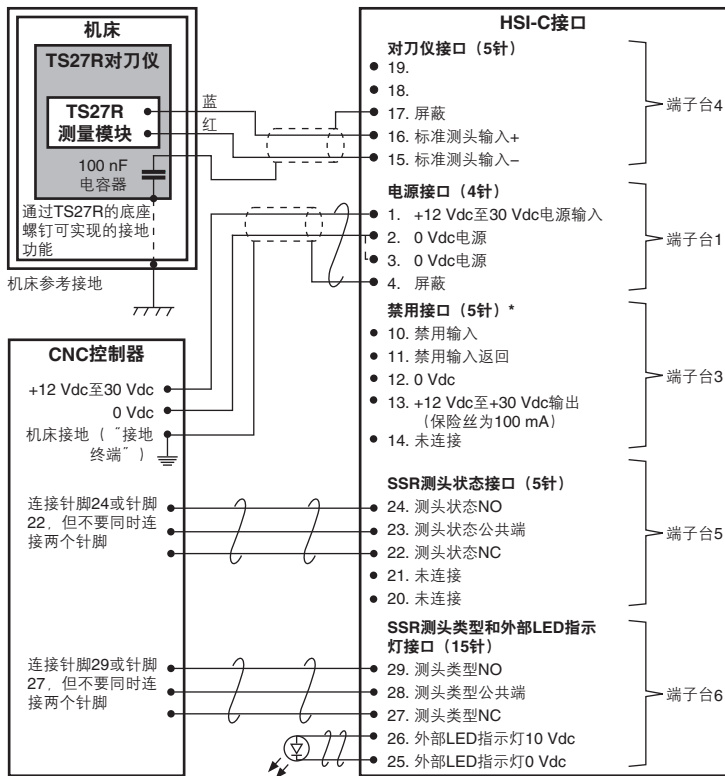 机床
TS27R对刀仪
TS27R
测量模块
蓝
红
100 nF
电容器
通过TS27R的底座
螺钉可实现的接地
功能
机床参考接地
CNC控制器
+12 Vdc至30 Vdc
0 Vdc
机床接地（“接地
终端”）
连接针脚24或针脚
22，但不要同时连
接两个针脚
连接针脚29或针脚
27，但不要同时连
接两个针脚
HSI-C接口
对刀仪接口（5针）
19.
18.
17. 屏蔽
16. 标准测头输入+
15. 标准测头输入–
端子台4
电源接口（4针）
1. +12 Vdc至30 Vdc电源输入
2. 0 Vdc电源
3. 0 Vdc电源
4. 屏蔽
端子台1
禁用接口（5针）*
10. 禁用输入
11. 禁用输入返回
12. 0 Vdc
13. +12 Vdc至+30 Vdc输出
（保险丝为100 mA）
14. 未连接
端子台3
SSR测头状态接口（5针）
24. 测头状态NO
23. 测头状态公共端
22. 测头状态NC
21. 未连接
20. 未连接
端子台5
SSR测头类型和外部LED指示
灯接口（15针）
29. 测头类型NO
28. 测头类型公共端
27. 测头类型NC
26. 外部LED指示灯10 Vdc
25. 外部LED指示灯0 Vdc
端子台6